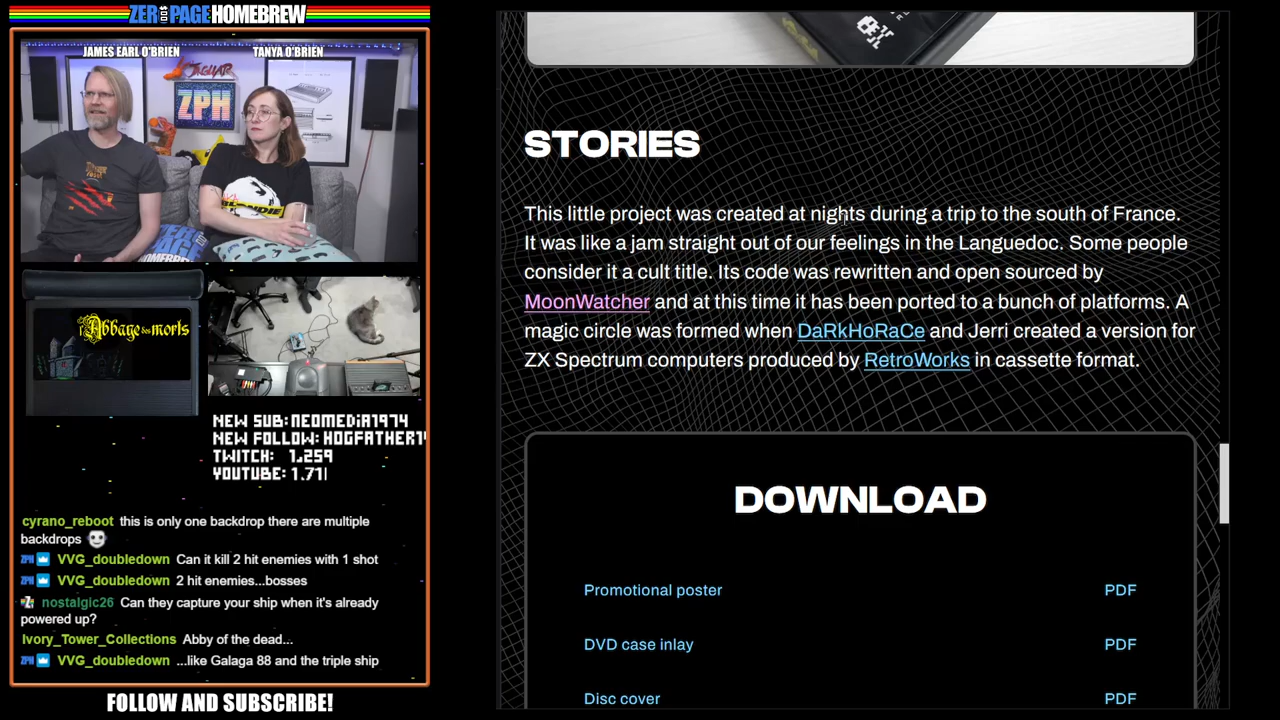 ZEROPAGE HOMEBREW
JAMES EARL O'BRIEN
TANYA O'BRIEN
JAGUAR
ZPH
BLONDIE
l'Abbaye des morts
NEW SUB: NEOMEDIA1974
NEW FOLLOW: HOGFATHER1
TWITCH: 1,259
YOUTUBE: 1,71
cyrano_reboot this is only one backdrop there are multiple
backdrops
ZPH VVG_doubledown Can it kill 2 hit enemies with 1 shot
ZPH VVG_doubledown 2 hit enemies...bosses
nostalgic26 Can they capture your ship when it's already
powered up?
Ivory_Tower_Collections Abby of the dead...
ZPH VVG_doubledown ...like Galaga 88 and the triple ship
FOLLOW AND SUBSCRIBE!
STORIES
This little project was created at nights during a trip to the south of France.
It was like a jam straight out of our feelings in the Languedoc. Some people
consider it a cult title. Its code was rewritten and open sourced by
MoonWatcher and at this time it has been ported to a bunch of platforms. A
magic circle was formed when DaRkHoRaCe and Jerri created a version for
ZX Spectrum computers produced by RetroWorks in cassette format.
DOWNLOAD
Promotional poster PDF
DVD case inlay PDF
Disc cover PDF